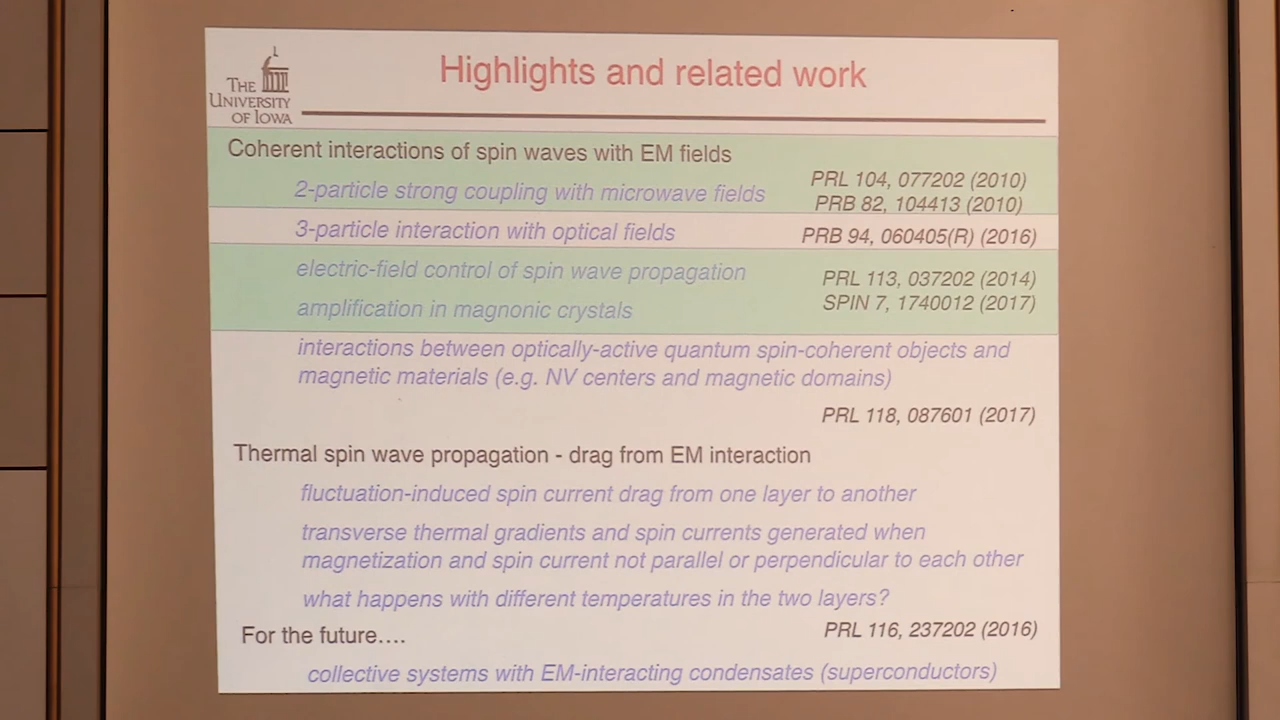 THE
UNIVERSITY
OF IOWA
Highlights and related work
Coherent interactions of spin waves with EM fields
2-particle strong coupling with microwave fields
PRL 104, 077202 (2010)
PRB 82, 104413 (2010)
3-particle interaction with optical fields
PRB 94, 060405(R) (2016)
electric-field control of spin wave propagation
PRL 113, 037202 (2014)
amplification in magnonic crystals
SPIN 7, 1740012 (2017)
interactions between optically-active quantum spin-coherent objects and
magnetic materials (e.g. NV centers and magnetic domains)
PRL 118, 087601 (2017)
Thermal spin wave propagation - drag from EM interaction
fluctuation-induced spin current drag from one layer to another
transverse thermal gradients and spin currents generated when
magnetization and spin current not parallel or perpendicular to each other
what happens with different temperatures in the two layers?
PRL 116, 237202 (2016)
For the future....
collective systems with EM-interacting condensates (superconductors)